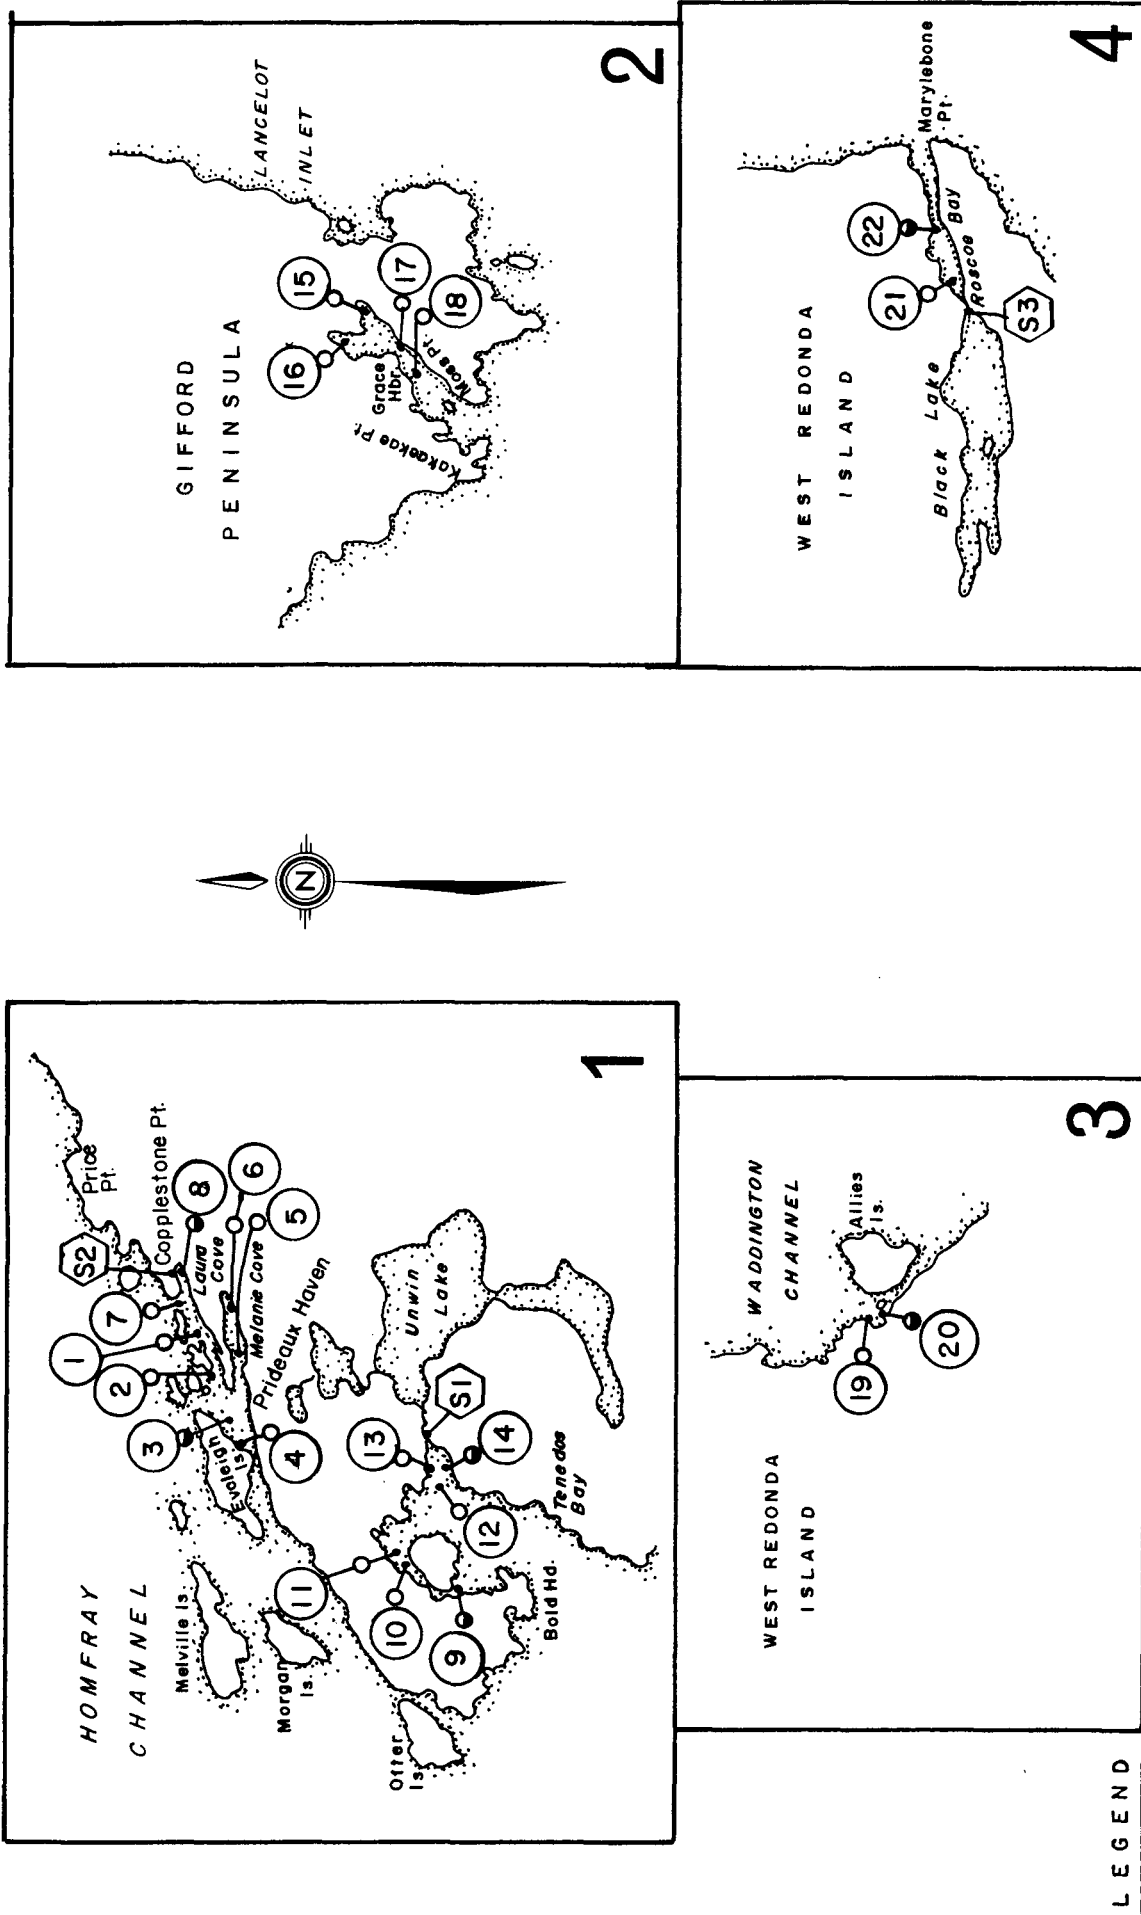 HOMFRAY
CHANNEL
Melville Is.
Morgan
Is.
Otter
Is.
Eveleigh
Is.
Price
Pt.
Copplestone Pt.
Laura
Cove
Melanie Cove
Prideaux Haven
Unwin
Lake
Tenedos
Bay
Bold Hd.
S2
7
1
2
3
8
6
5
4
S1
13
14
12
11
10
9
1
N
GIFFORD
PENINSULA
LANCELOT
INLET
Grace
Hbr.
Moss Pt.
Kakaekae Pt.
15
16
17
18
2
WEST REDONDA
ISLAND
WADDINGTON
CHANNEL
Allies
Is.
19
20
3
WEST REDONDA
ISLAND
Black Lake
Roscoe Bay
Marylebone
Pt.
22
21
S3
4
LEGEND